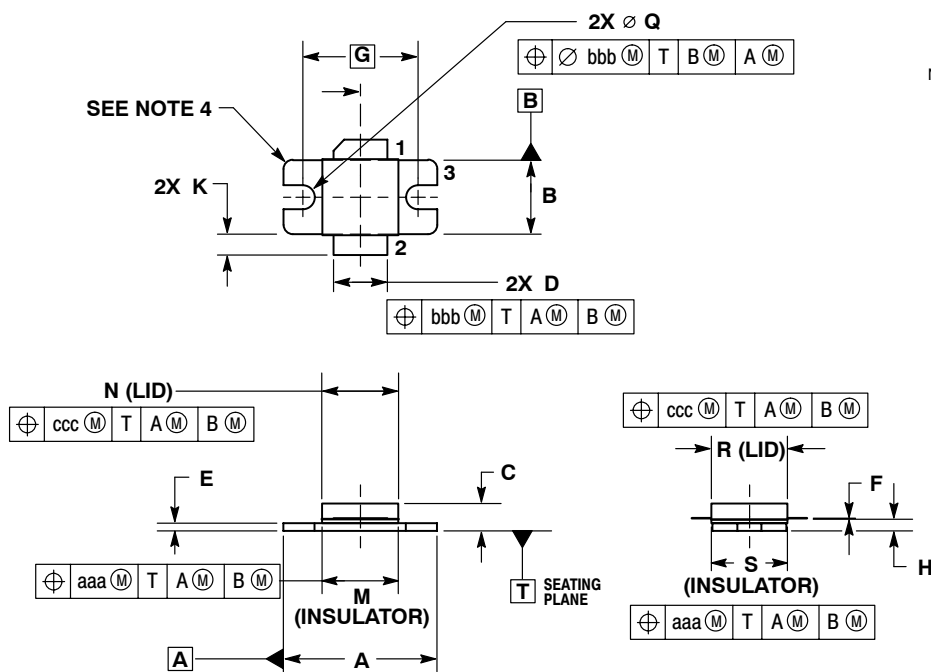 2X ⌀ Q
⌖ ⌀ bbb Ⓜ T B Ⓜ A Ⓜ
G
N
B
SEE NOTE 4
1
3
2X K
B
2
2X D
⌖ bbb Ⓜ T A Ⓜ B Ⓜ
N (LID)
⌖ ccc Ⓜ T A Ⓜ B Ⓜ
⌖ ccc Ⓜ T A Ⓜ B Ⓜ
R (LID)
E
C
F
H
⌖ aaa Ⓜ T A Ⓜ B Ⓜ
M
(INSULATOR)
T SEATING
PLANE
S
(INSULATOR)
⌖ aaa Ⓜ T A Ⓜ B Ⓜ
A
A